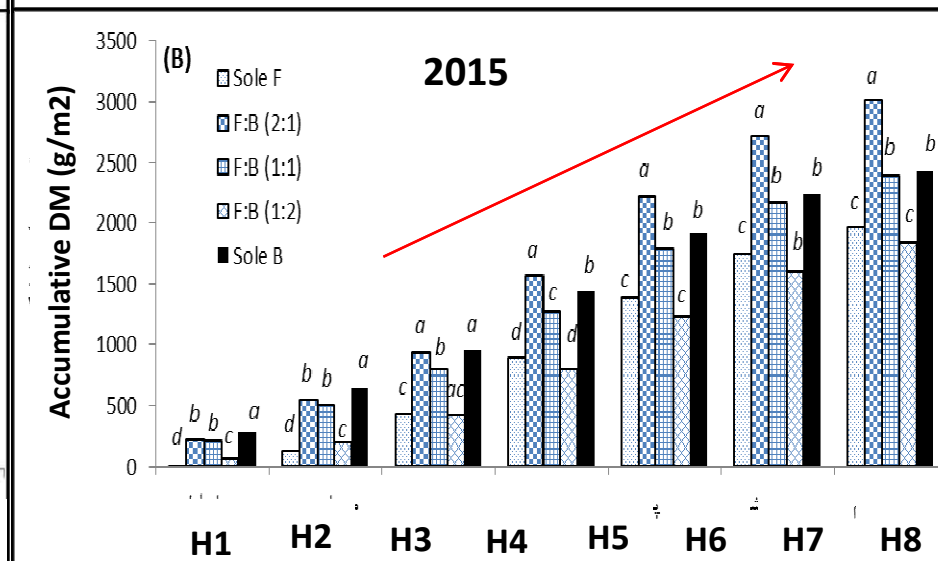 3500
3000
2500
2000
1500
1000
500
0
Accumulative DM (g/m2)
(B)
2015
Sole F
F:B (2:1)
F:B (1:1)
F:B (1:2)
Sole B
d b b c a
d b b c a
c a b ac a
d a c d b
c a b c b
c a b b b
c a b c b
H1 H2 H3 H4 H5 H6 H7 H8